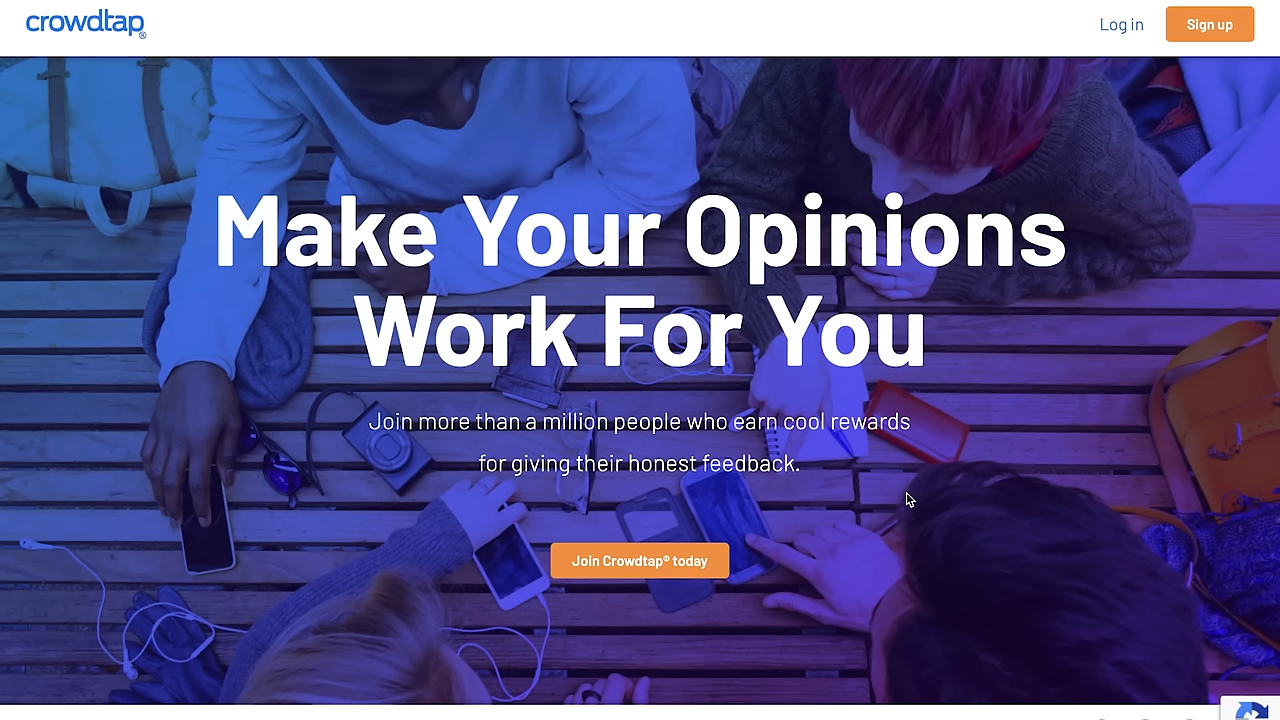 crowdtap®
Log in
Sign up
Make Your Opinions
Work For You
Join more than a million people who earn cool rewards
for giving their honest feedback.
Join Crowdtap® today